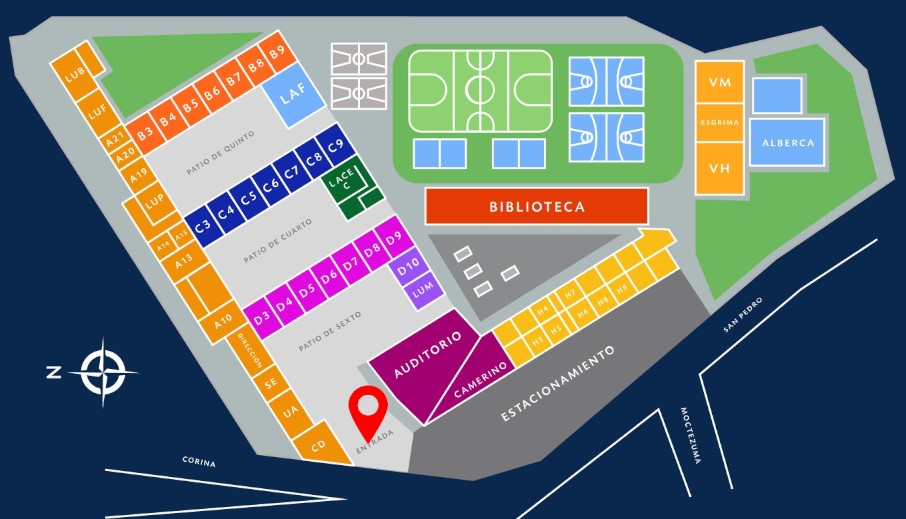 LUB
LUF
A21
A20
A19
LUP
A14
A15
A13
A10
DIRECCIÓN
SE
UA
CD
B3
B4
B5
B6
B7
B8
B9
LAF
PATIO DE QUINTO
C3
C4
C5
C6
C7
C8
C9
LACE
C
PATIO DE CUARTO
D3
D4
D5
D6
D7
D8
D9
D10
LUM
PATIO DE SEXTO
AUDITORIO
CAMERINO
ENTRADA
ESTACIONAMIENTO
H4
H7
H3
H5
H6
H8
H9
BIBLIOTECA
VM
ESGRIMA
VH
ALBERCA
N
CORINA
SAN PEDRO
MOCTEZUMA